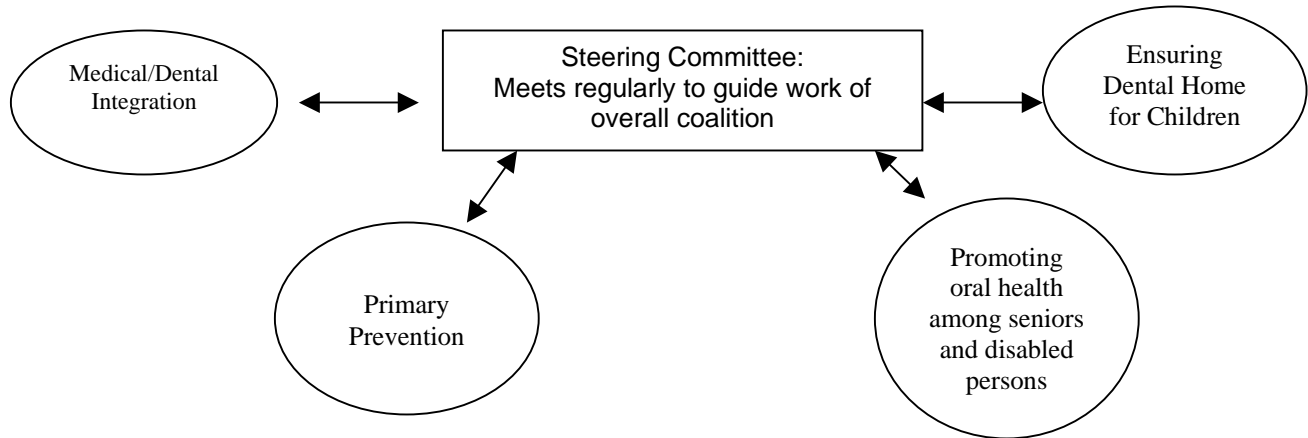 Medical/Dental
Integration
Steering Committee:
Meets regularly to guide work of
overall coalition
Ensuring
Dental Home
for Children
Primary
Prevention
Promoting
oral health
among seniors
and disabled
persons